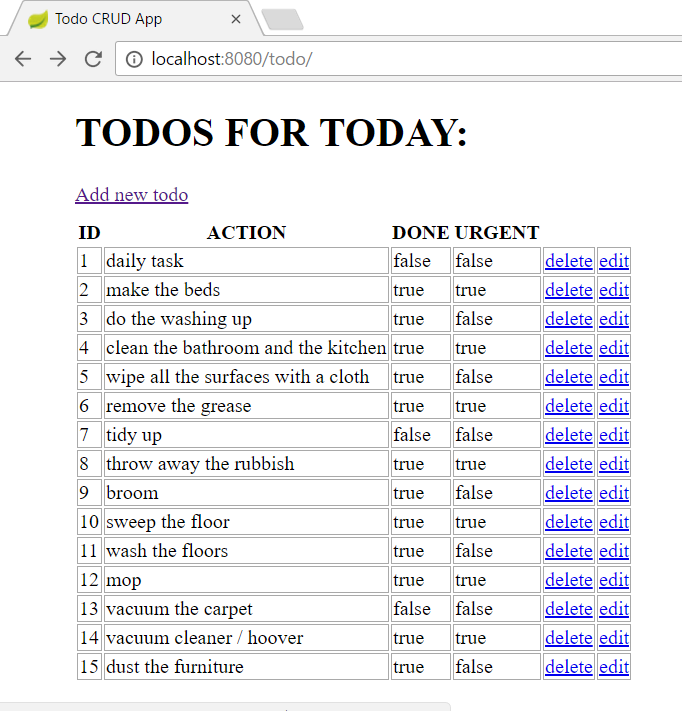 Todo CRUD App
localhost:8080/todo/
TODOS FOR TODAY:
Add new todo
ID ACTION DONE URGENT
1 daily task false false delete edit
2 make the beds true true delete edit
3 do the washing up true false delete edit
4 clean the bathroom and the kitchen true true delete edit
5 wipe all the surfaces with a cloth true false delete edit
6 remove the grease true true delete edit
7 tidy up false false delete edit
8 throw away the rubbish true true delete edit
9 broom true false delete edit
10 sweep the floor true true delete edit
11 wash the floors true false delete edit
12 mop true true delete edit
13 vacuum the carpet false false delete edit
14 vacuum cleaner / hoover true true delete edit
15 dust the furniture true false delete edit